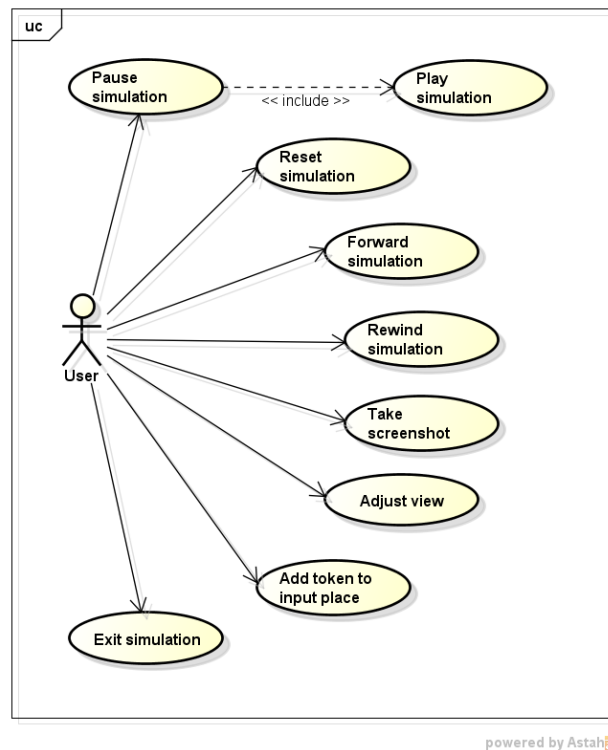 uc
Pause
simulation
<< include >>
Play
simulation
Reset
simulation
Forward
simulation
User
Rewind
simulation
Take
screenshot
Adjust view
Add token to
input place
Exit simulation
powered by Astah